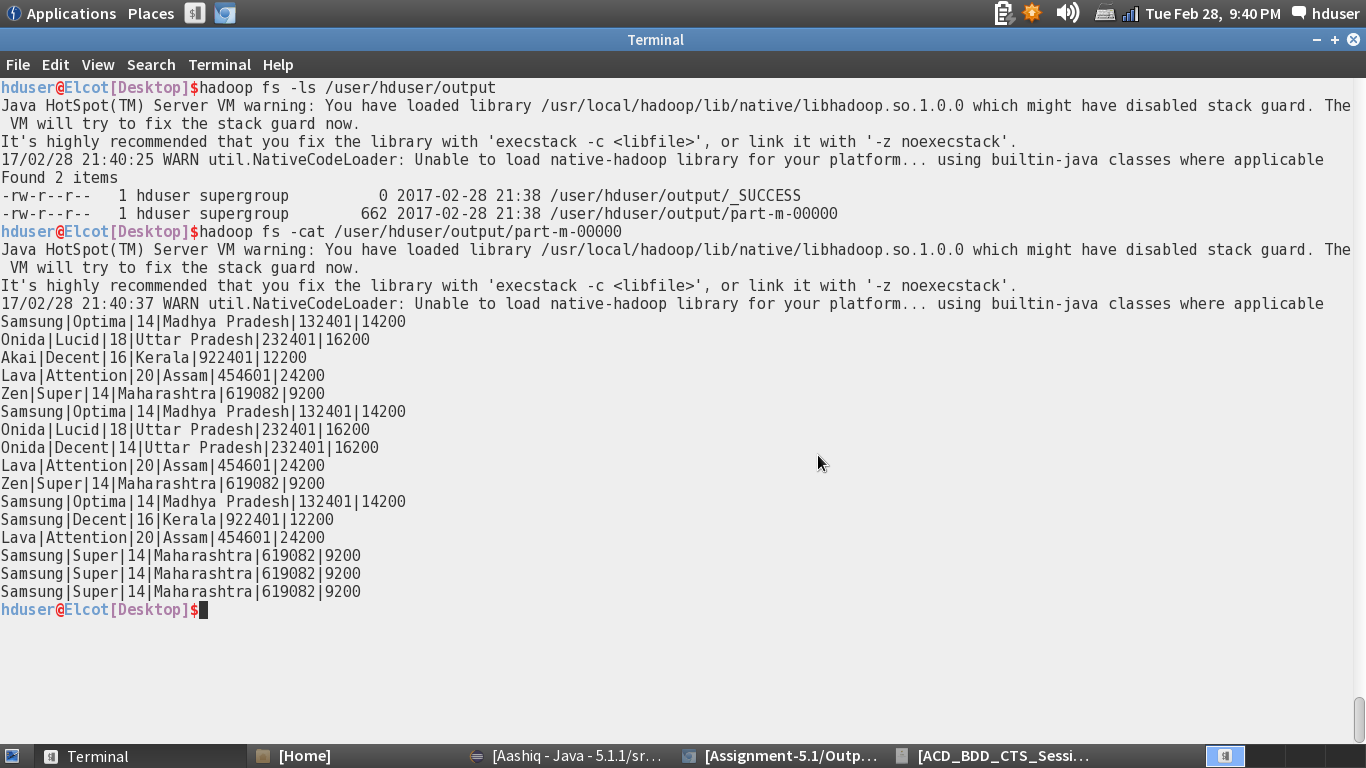 Applications Places Tue Feb 28, 9:40 PM hduser
Terminal
File Edit View Search Terminal Help
hduser@Elcot[Desktop]$hadoop fs -ls /user/hduser/output
Java HotSpot(TM) Server VM warning: You have loaded library /usr/local/hadoop/lib/native/libhadoop.so.1.0.0 which might have disabled stack guard. The
 VM will try to fix the stack guard now.
It's highly recommended that you fix the library with 'execstack -c <libfile>', or link it with '-z noexecstack'.
17/02/28 21:40:25 WARN util.NativeCodeLoader: Unable to load native-hadoop library for your platform... using builtin-java classes where applicable
Found 2 items
-rw-r--r--   1 hduser supergroup          0 2017-02-28 21:38 /user/hduser/output/_SUCCESS
-rw-r--r--   1 hduser supergroup        662 2017-02-28 21:38 /user/hduser/output/part-m-00000
hduser@Elcot[Desktop]$hadoop fs -cat /user/hduser/output/part-m-00000
Java HotSpot(TM) Server VM warning: You have loaded library /usr/local/hadoop/lib/native/libhadoop.so.1.0.0 which might have disabled stack guard. The
 VM will try to fix the stack guard now.
It's highly recommended that you fix the library with 'execstack -c <libfile>', or link it with '-z noexecstack'.
17/02/28 21:40:37 WARN util.NativeCodeLoader: Unable to load native-hadoop library for your platform... using builtin-java classes where applicable
Samsung|Optima|14|Madhya Pradesh|132401|14200
Onida|Lucid|18|Uttar Pradesh|232401|16200
Akai|Decent|16|Kerala|922401|12200
Lava|Attention|20|Assam|454601|24200
Zen|Super|14|Maharashtra|619082|9200
Samsung|Optima|14|Madhya Pradesh|132401|14200
Onida|Lucid|18|Uttar Pradesh|232401|16200
Onida|Decent|14|Uttar Pradesh|232401|16200
Lava|Attention|20|Assam|454601|24200
Zen|Super|14|Maharashtra|619082|9200
Samsung|Optima|14|Madhya Pradesh|132401|14200
Samsung|Decent|16|Kerala|922401|12200
Lava|Attention|20|Assam|454601|24200
Samsung|Super|14|Maharashtra|619082|9200
Samsung|Super|14|Maharashtra|619082|9200
Samsung|Super|14|Maharashtra|619082|9200
hduser@Elcot[Desktop]$
Terminal [Home] [Aashiq - Java - 5.1.1/sr... [Assignment-5.1/Outp... [ACD_BDD_CTS_Sessi...